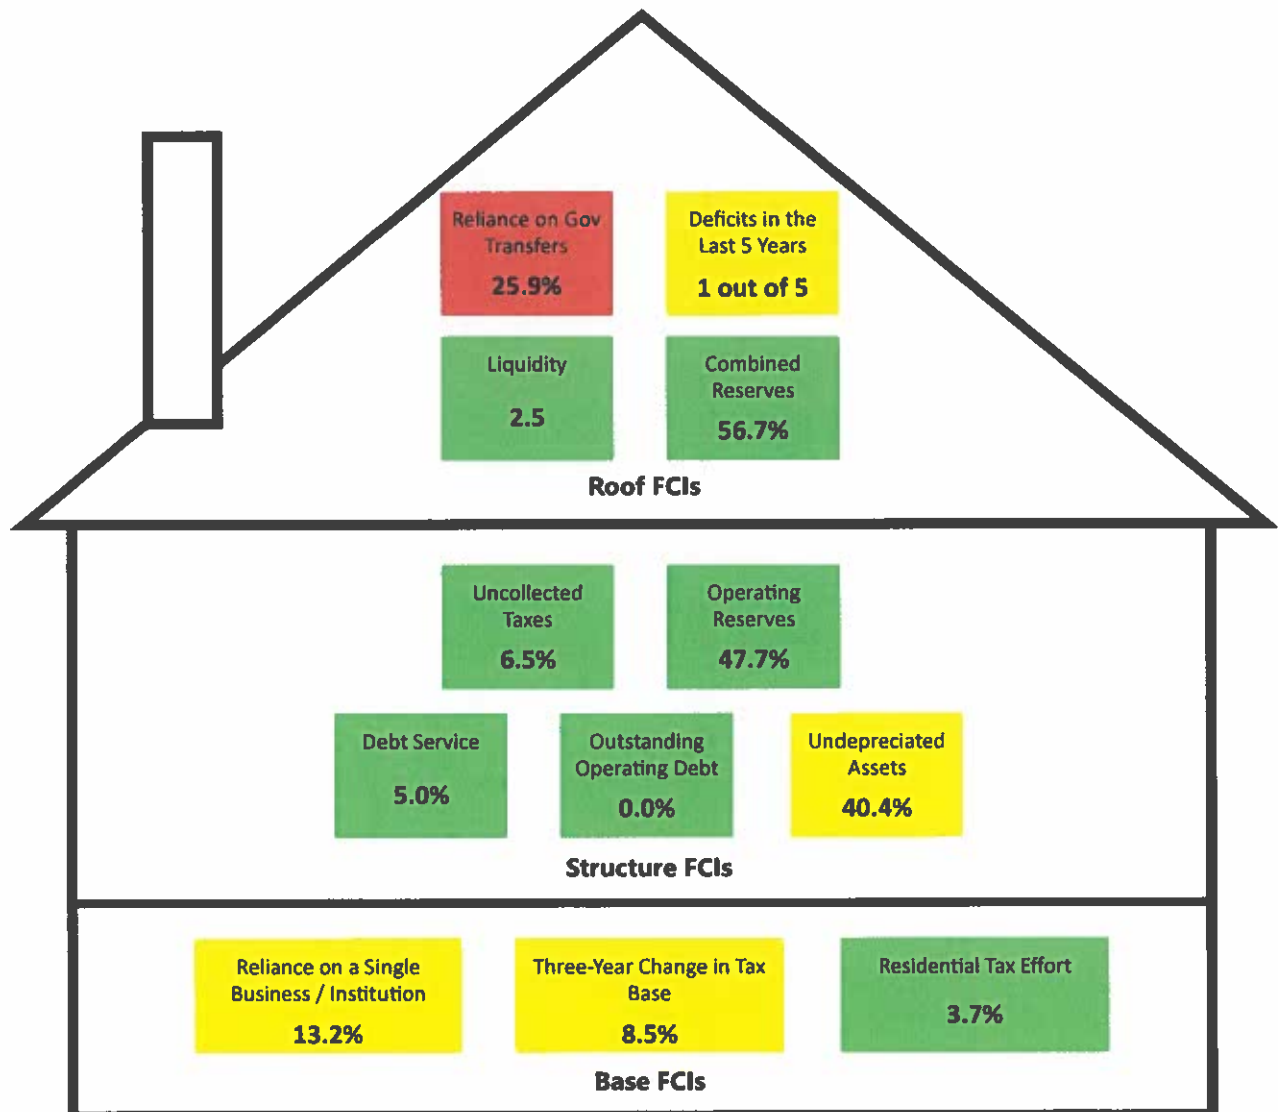 Reliance on Gov
Transfers
25.9%
Deficits in the
Last 5 Years
1 out of 5
Liquidity
2.5
Combined
Reserves
56.7%
Roof FCIs
Uncollected
Taxes
6.5%
Operating
Reserves
47.7%
Debt Service
5.0%
Outstanding
Operating Debt
0.0%
Undepreciated
Assets
40.4%
Structure FCIs
Reliance on a Single
Business / Institution
13.2%
Three-Year Change in Tax
Base
8.5%
Residential Tax Effort
3.7%
Base FCIs